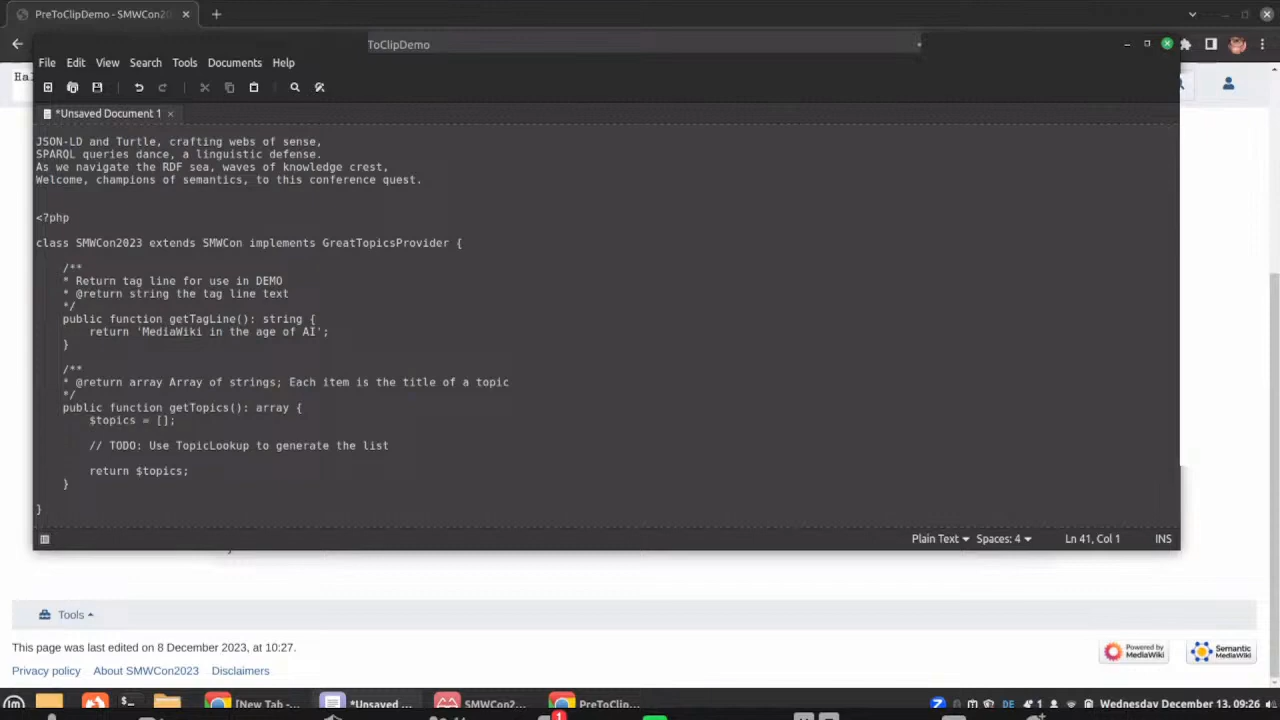 PreToClipDemo - SMWCon20
ToClipDemo
File Edit View Search Tools Documents Help
*Unsaved Document 1
JSON-LD and Turtle, crafting webs of sense,
SPARQL queries dance, a linguistic defense.
As we navigate the RDF sea, waves of knowledge crest,
Welcome, champions of semantics, to this conference quest.
<?php
class SMWCon2023 extends SMWCon implements GreatTopicsProvider {
/**
* Return tag line for use in DEMO
* @return string the tag line text
*/
public function getTagLine(): string {
return 'MediaWiki in the age of AI';
}
/**
* @return array Array of strings; Each item is the title of a topic
*/
public function getTopics(): array {
$topics = [];
// TODO: Use TopicLookup to generate the list
return $topics;
}
}
Plain Text Spaces: 4 Ln 41, Col 1 INS
Tools
This page was last edited on 8 December 2023, at 10:27.
Privacy policy About SMWCon2023 Disclaimers
Powered by MediaWiki
Semantic MediaWiki
[New Tab -... *Unsaved ... SMWCon2... PreToClip... DE 1 Wednesday December 13, 09:26
1